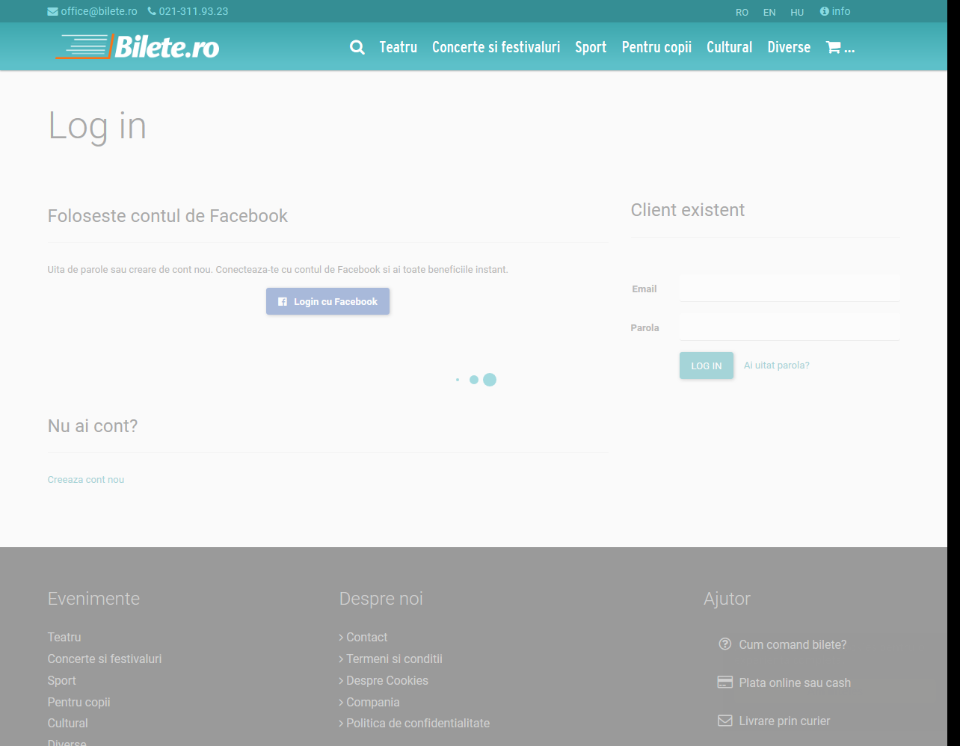 office@bilete.ro 021-311.93.23 RO EN HU info
Bilete.ro Teatru Concerte si festivaluri Sport Pentru copii Cultural Diverse ...
Log in
Foloseste contul de Facebook
Uita de parole sau creare de cont nou. Conecteaza-te cu contul de Facebook si ai toate beneficiile instant.
Login cu Facebook
Client existent
Email
Parola
LOG IN Ai uitat parola?
Nu ai cont?
Creeaza cont nou
Evenimente
Teatru
Concerte si festivaluri
Sport
Pentru copii
Cultural
Diverse
Despre noi
› Contact
› Termeni si conditii
› Despre Cookies
› Compania
› Politica de confidentialitate
Ajutor
Cum comand bilete?
Plata online sau cash
Livrare prin curier